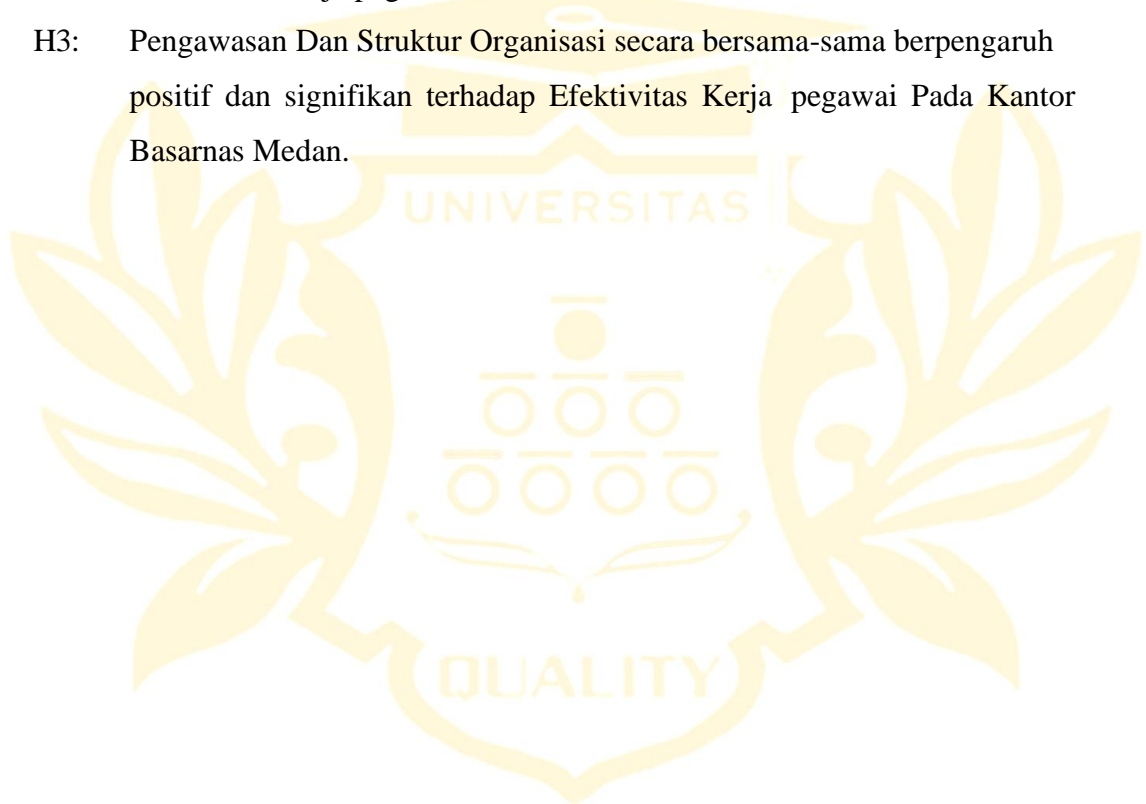 H3: Pengawasan Dan Struktur Organisasi secara bersama-sama berpengaruh
positif dan signifikan terhadap Efektivitas Kerja pegawai Pada Kantor
Basarnas Medan.
UNIVERSITAS
QUALITY